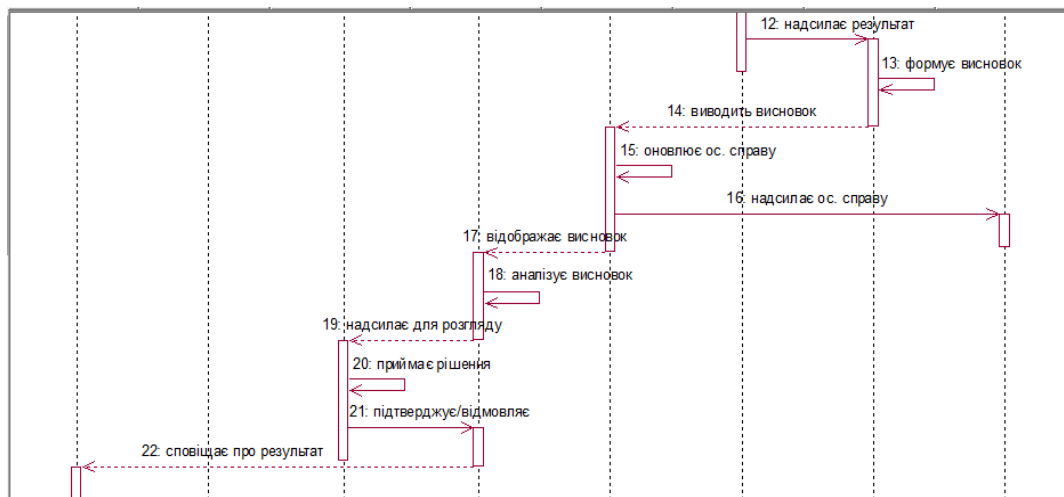 12: надсилає результат
13: формує висновок
14: виводить висновок
15: оновлює ос. справу
16: надсилає ос. справу
17: відображає висновок
18: аналізує висновок
19: надсилає для розгляду
20: приймає рішення
21: підтверджує/відмовляє
22: сповіщає про результат